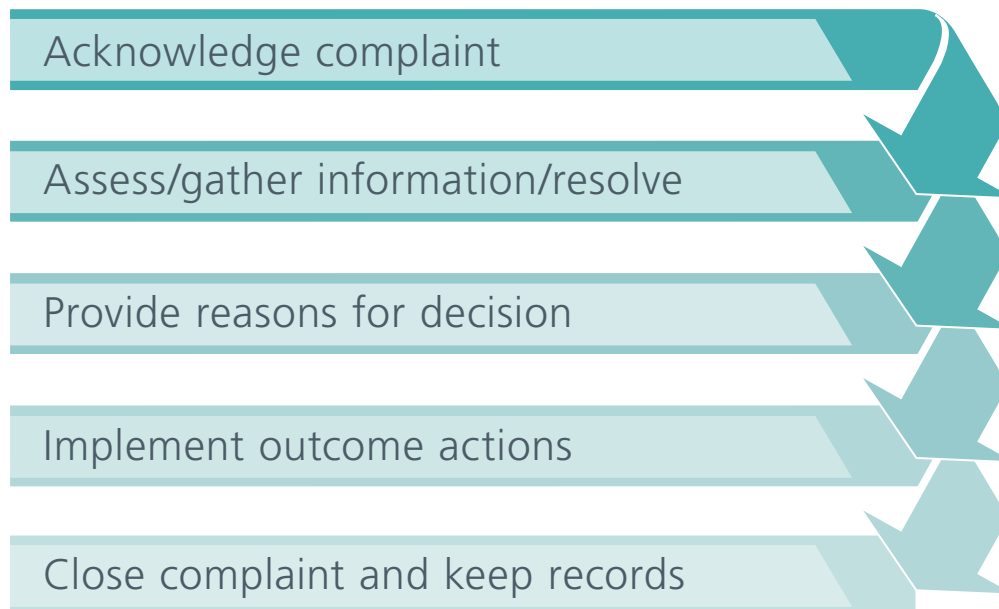 Acknowledge complaint
Assess/gather information/resolve
Provide reasons for decision
Implement outcome actions
Close complaint and keep records